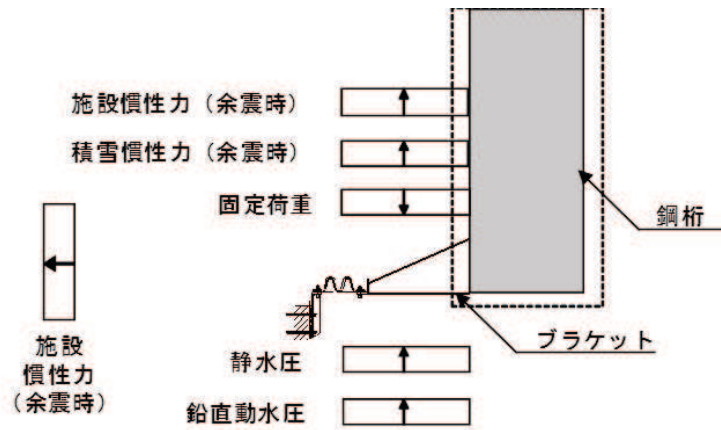 施設慣性力（余震時）
積雪慣性力（余震時）
固定荷重
鋼桁
施設
慣性力
（余震時）
ブラケット
静水圧
鉛直動水圧